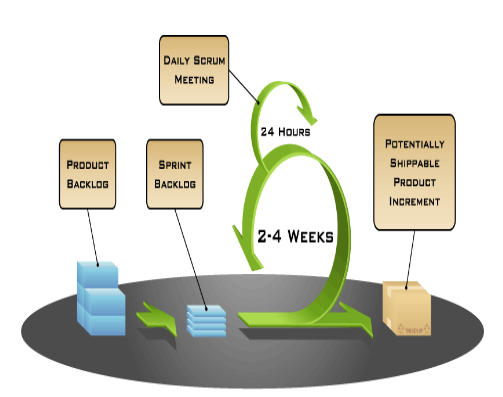 Daily Scrum
Meeting
24 Hours
Product
Backlog
Sprint
Backlog
Potentially
Shippable
Product
Increment
2-4 Weeks